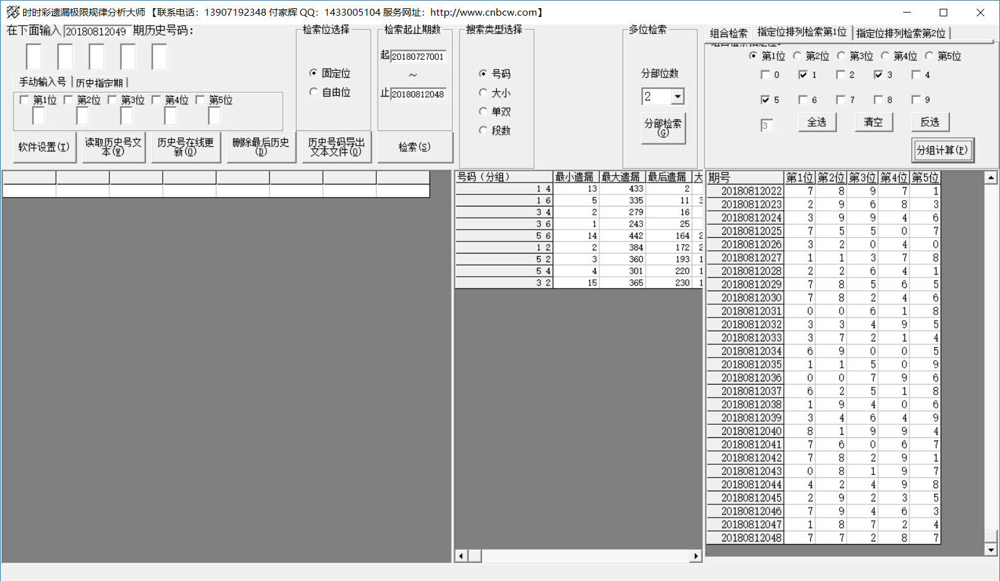 时时彩遗漏极限规律分析大师 【联系电话：13907192348 付家辉 QQ：1433005104 服务网址：http://www.cnbcw.com】
在下面输入 20180812049 期历史号码：
手动输入号 历史指定期
第1位 第2位 第3位 第4位 第5位
检索位选择
固定位
自由位
检索起止期数
起 20180727001
～
止 20180812048
搜索类型选择
号码
大小
单双
段数
多位检索
分部位数
2
分部检索(G)
组合检索 指定位排列检索第1位 指定位排列检索第2位
第1位 第2位 第3位 第4位 第5位
0 1 2 3 4
5 6 7 8 9
3 全选 清空 反选
分组计算(P)
软件设置(T) 读取历史号文本(W) 历史号在线更新(O) 删除最后历史(D) 历史号码导出文本文件(O) 检索(S)
号码（分组） 最小遗漏 最大遗漏 最后遗漏 大
1 4 13 433 2
1 6 5 335 11 3
3 4 2 279 16
3 6 1 243 25
5 6 14 442 164 2
1 2 2 384 172 2
5 2 3 360 193 1
5 4 4 301 220 1
3 2 15 365 230 1
期号 第1位 第2位 第3位 第4位 第5位
20180812022 7 8 9 7 1
20180812023 2 9 6 8 3
20180812024 3 9 9 4 6
20180812025 7 5 5 0 7
20180812026 3 2 0 4 0
20180812027 1 1 3 7 8
20180812028 2 2 6 4 1
20180812029 7 8 5 6 5
20180812030 7 8 2 4 6
20180812031 0 0 6 1 8
20180812032 3 3 4 9 5
20180812033 3 7 2 1 4
20180812034 6 9 0 0 5
20180812035 1 1 5 0 9
20180812036 0 0 7 9 6
20180812037 6 2 5 1 8
20180812038 1 9 4 0 6
20180812039 3 4 6 4 9
20180812040 8 1 9 9 4
20180812041 7 6 0 6 7
20180812042 7 8 2 9 1
20180812043 0 8 1 9 7
20180812044 4 2 4 9 8
20180812045 2 9 2 3 5
20180812046 7 9 4 6 3
20180812047 1 8 7 2 4
20180812048 7 7 2 8 7